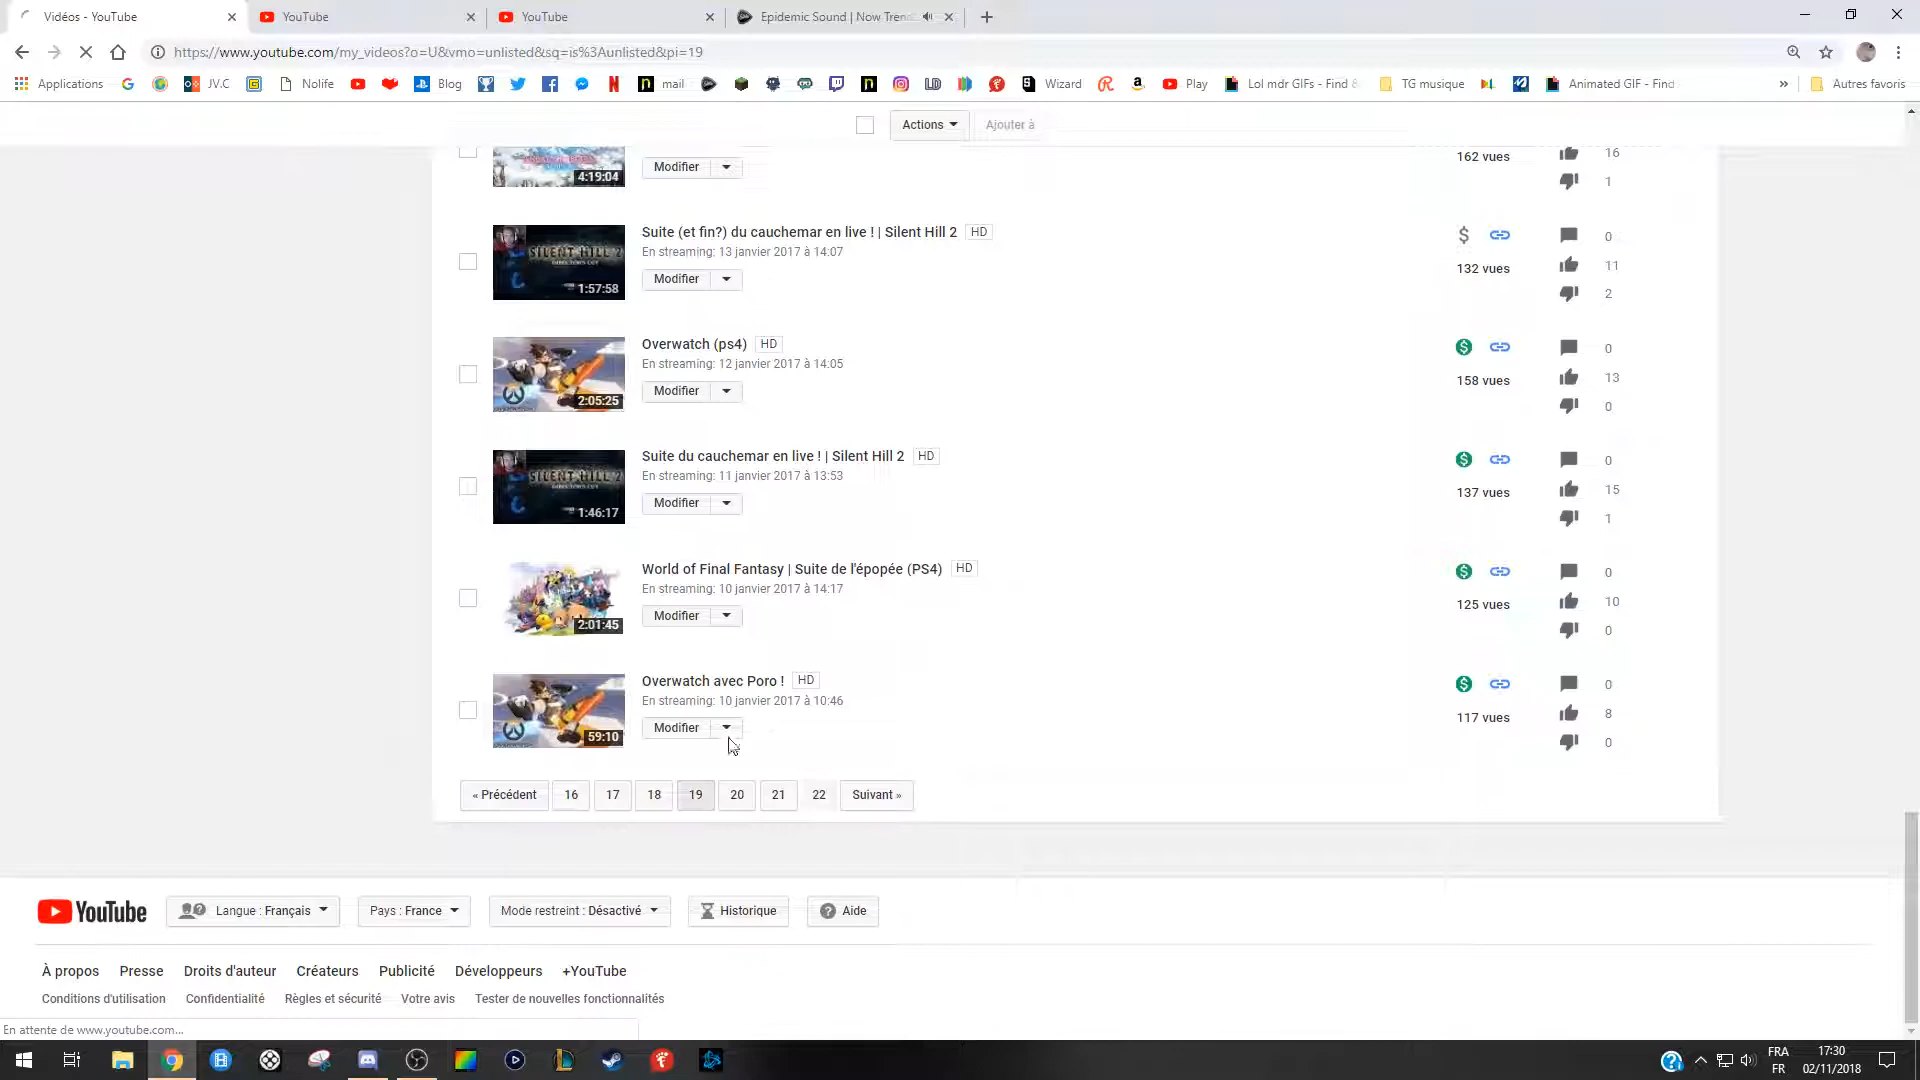 Vidéos - YouTube
YouTube
YouTube
Epidemic Sound | Now Tren
https://www.youtube.com/my_videos?o=U&vmo=unlisted&sq=is%3Aunlisted&pi=19
Applications JV.C Nolife Blog mail Wizard Play Lol mdr GIFs - Find & TG musique Animated GIF - Find » Autres favoris
Actions Ajouter à
4:19:04 Modifier 162 vues 16
1
Suite (et fin?) du cauchemar en live ! | Silent Hill 2 HD 0
En streaming: 13 janvier 2017 à 14:07
SILENT HILL 2
DIRECTOR'S CUT
1:57:58
Modifier 132 vues 11
2
Overwatch (ps4) HD 0
En streaming: 12 janvier 2017 à 14:05
2:05:25
Modifier 158 vues 13
0
Suite du cauchemar en live ! | Silent Hill 2 HD 0
En streaming: 11 janvier 2017 à 13:53
SILENT HILL 2
DIRECTOR'S CUT
1:46:17
Modifier 137 vues 15
1
World of Final Fantasy | Suite de l'épopée (PS4) HD 0
En streaming: 10 janvier 2017 à 14:17
2:01:45
Modifier 125 vues 10
0
Overwatch avec Poro ! HD 0
En streaming: 10 janvier 2017 à 10:46
59:10
Modifier 117 vues 8
0
« Précédent 16 17 18 19 20 21 22 Suivant »
YouTube Langue : Français Pays : France Mode restreint : Désactivé Historique Aide
À propos Presse Droits d'auteur Créateurs Publicité Développeurs +YouTube
Conditions d'utilisation Confidentialité Règles et sécurité Votre avis Tester de nouvelles fonctionnalités
En attente de www.youtube.com...
FRA
FR
17:30
02/11/2018